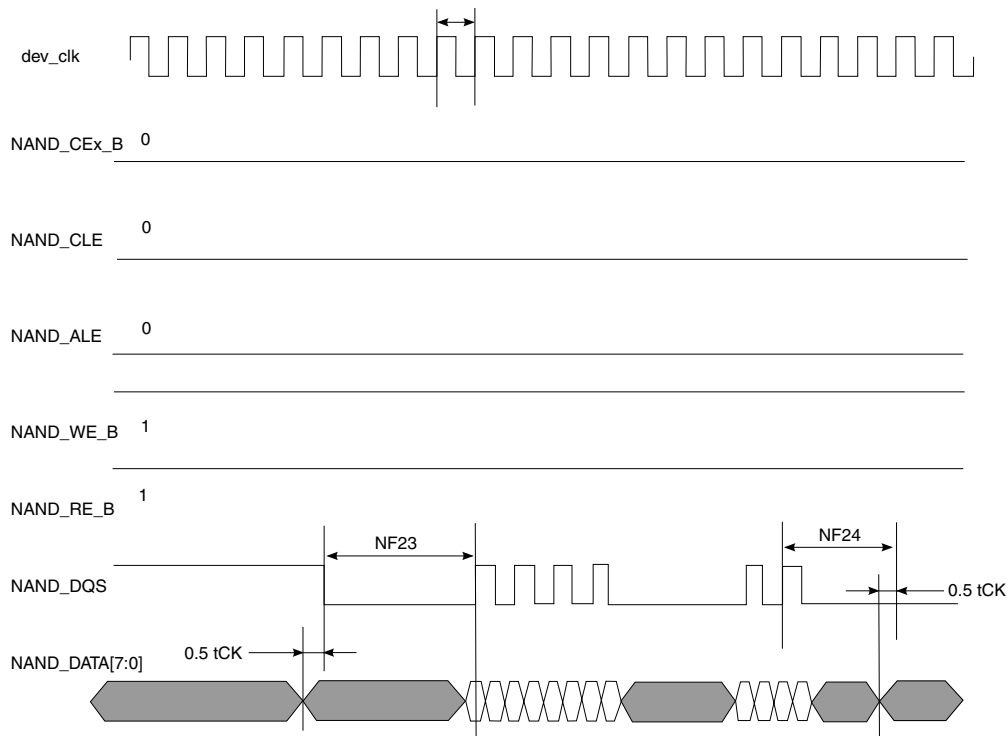 dev_clk
NAND_CEx_B 0
NAND_CLE 0
NAND_ALE 0
NAND_WE_B 1
NAND_RE_B 1
NF23
NF24
NAND_DQS
0.5 tCK
NAND_DATA[7:0]
0.5 tCK